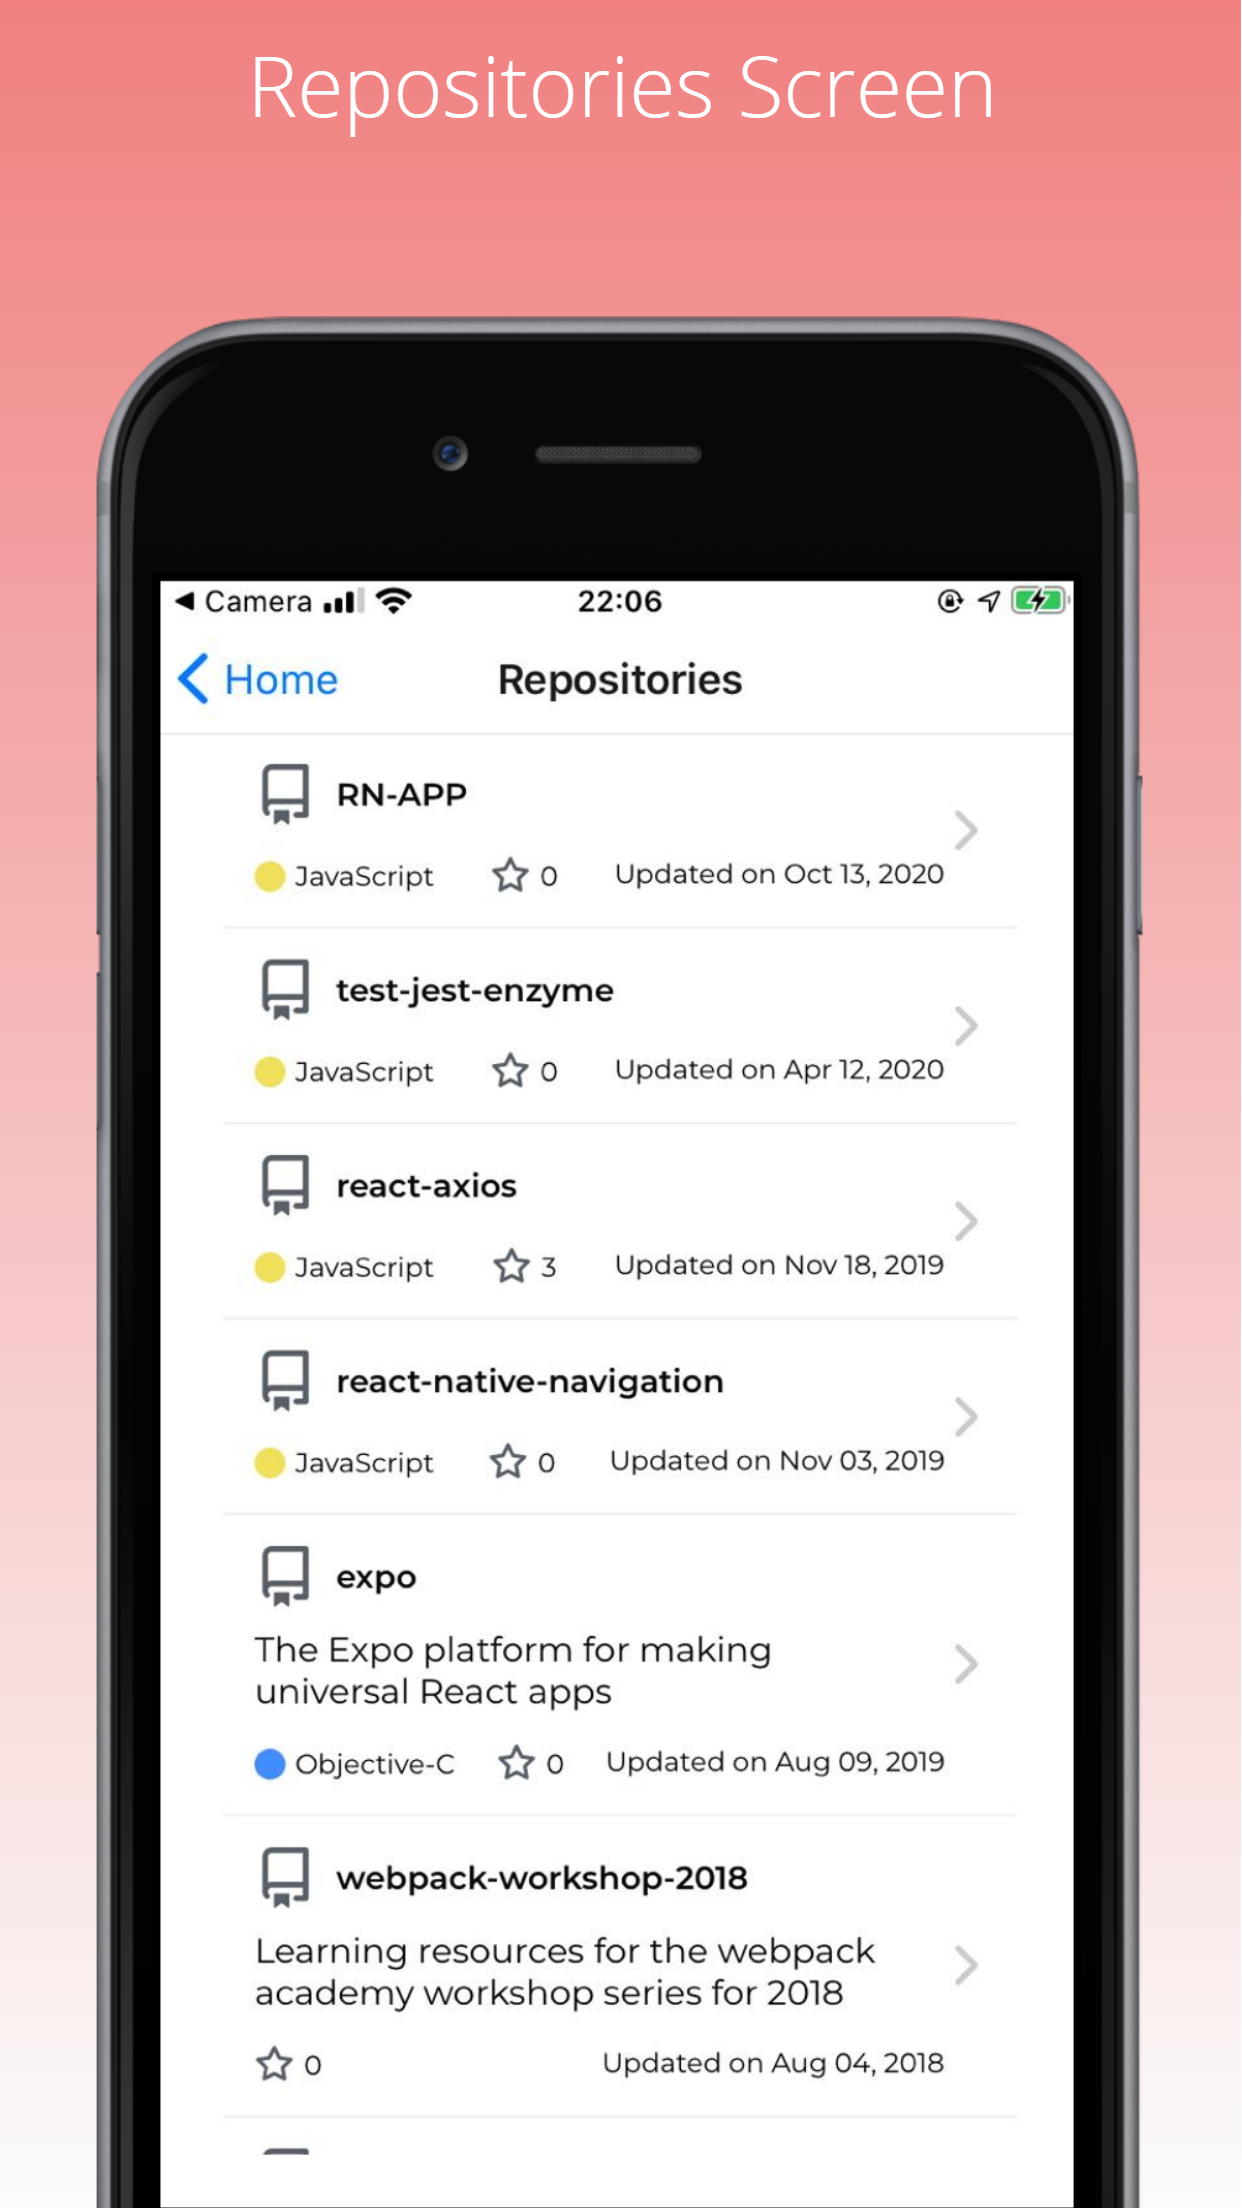 Repositories Screen
Camera 22:06
Home Repositories
RN-APP
JavaScript 0 Updated on Oct 13, 2020
test-jest-enzyme
JavaScript 0 Updated on Apr 12, 2020
react-axios
JavaScript 3 Updated on Nov 18, 2019
react-native-navigation
JavaScript 0 Updated on Nov 03, 2019
expo
The Expo platform for making
universal React apps
Objective-C 0 Updated on Aug 09, 2019
webpack-workshop-2018
Learning resources for the webpack
academy workshop series for 2018
0 Updated on Aug 04, 2018